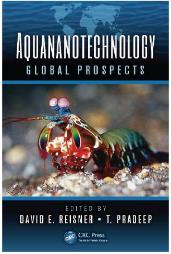 AQUANANOTECHNOLOGY
GLOBAL PROSPECTS
EDITED BY
DAVID E. REISNER • T. PRADEEP
CRC Press